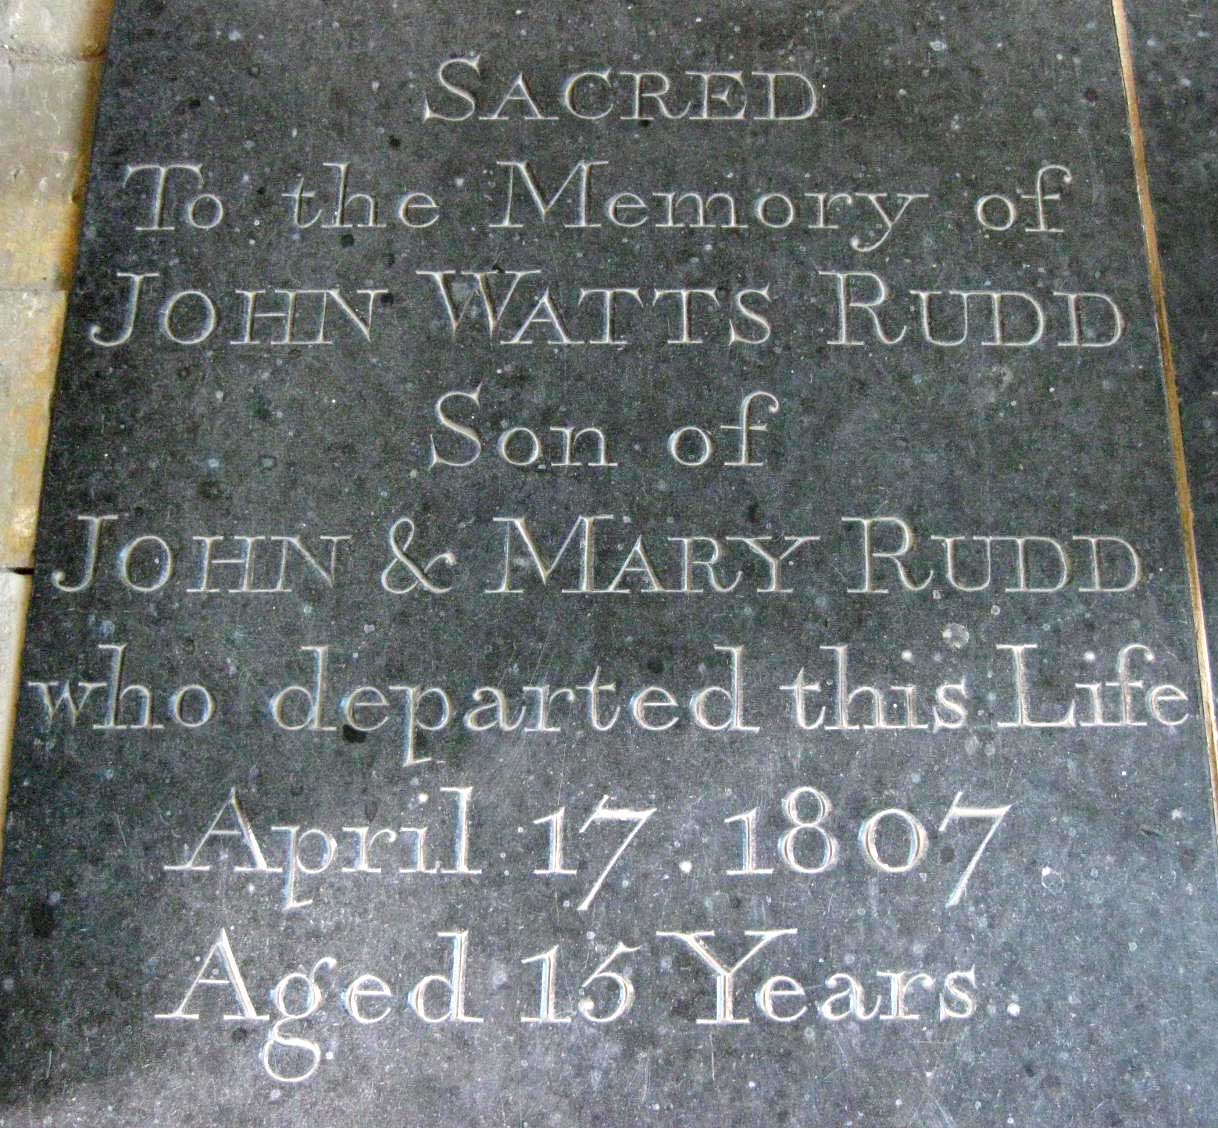 SACRED
To the Memory of
JOHN WATTS RUDD
Son of
JOHN & MARY RUDD
who departed this Life
April 17. 1807.
Aged 15 Years.